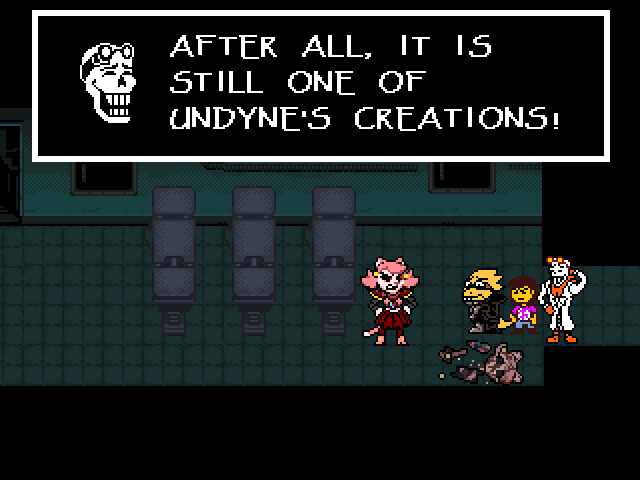 AFTER ALL, IT IS
STILL ONE OF
UNDYNE'S CREATIONS!